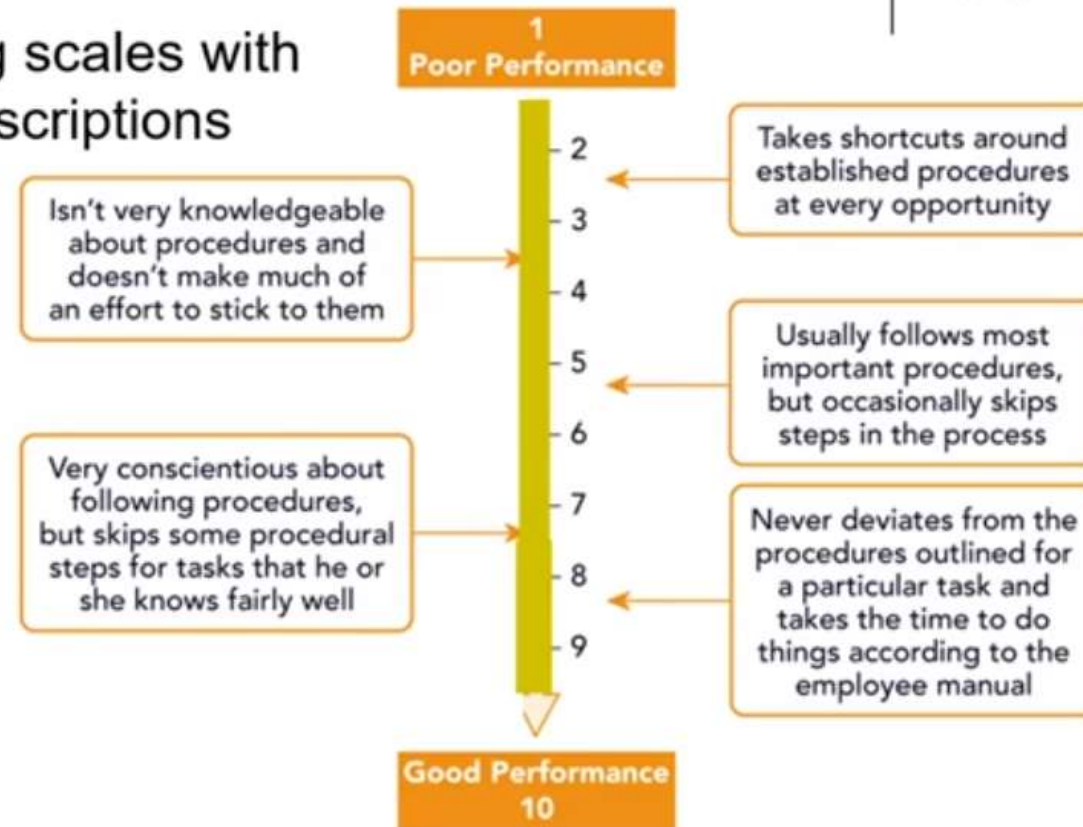 g scales with
scriptions
1
Poor Performance
2
3
4
5
6
7
8
9
Takes shortcuts around
established procedures
at every opportunity
Isn't very knowledgeable
about procedures and
doesn't make much of
an effort to stick to them
Usually follows most
important procedures,
but occasionally skips
steps in the process
Very conscientious about
following procedures,
but skips some procedural
steps for tasks that he or
she knows fairly well
Never deviates from the
procedures outlined for
a particular task and
takes the time to do
things according to the
employee manual
Good Performance
10